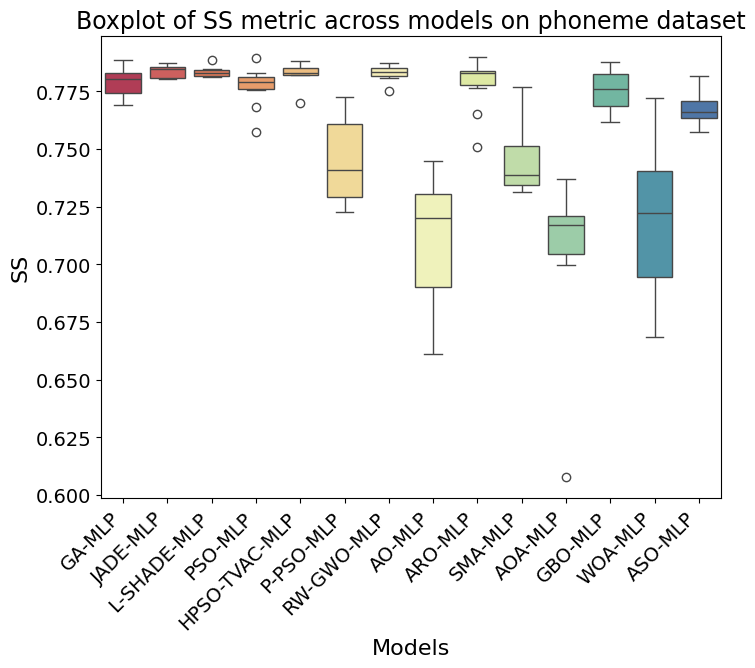 Boxplot of SS metric across models on phoneme dataset
SS
0.775
0.750
0.725
0.700
0.675
0.650
0.625
0.600
GA-MLP
JADE-MLP
L-SHADE-MLP
PSO-MLP
HPSO-TVAC-MLP
P-PSO-MLP
RW-GWO-MLP
AO-MLP
ARO-MLP
SMA-MLP
AOA-MLP
GBO-MLP
WOA-MLP
ASO-MLP
Models